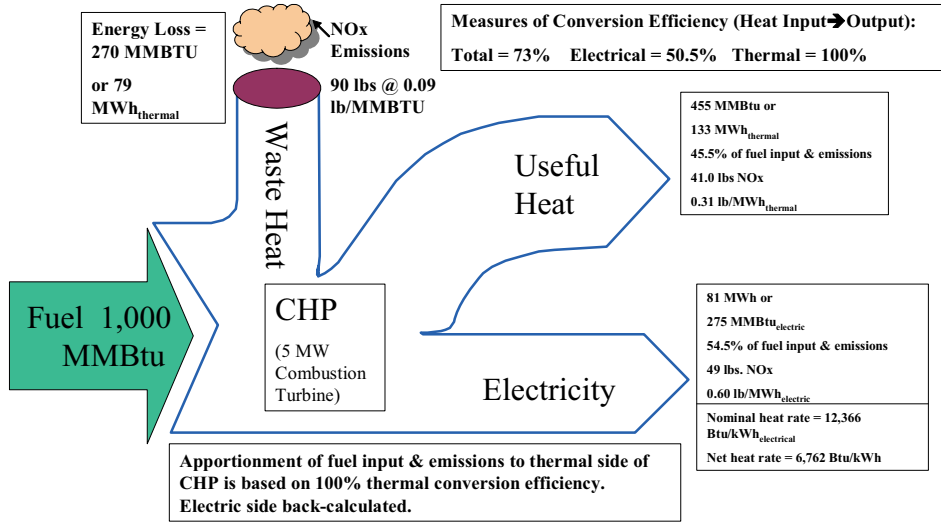 Energy Loss =
270 MMBTU
or 79
MWhthermal
NOx
Emissions
90 lbs @ 0.09
lb/MMBTU
Measures of Conversion Efficiency (Heat Input➔Output):
Total = 73% Electrical = 50.5% Thermal = 100%
Waste Heat
Useful
Heat
455 MMBtu or
133 MWhthermal
45.5% of fuel input & emissions
41.0 lbs NOx
0.31 lb/MWhthermal
Fuel 1,000
MMBtu
CHP
(5 MW
Combustion
Turbine)
Electricity
81 MWh or
275 MMBtuelectric
54.5% of fuel input & emissions
49 lbs. NOx
0.60 lb/MWhelectric
Nominal heat rate = 12,366
Btu/kWhelectrical
Net heat rate = 6,762 Btu/kWh
Apportionment of fuel input & emissions to thermal side of
CHP is based on 100% thermal conversion efficiency.
Electric side back-calculated.